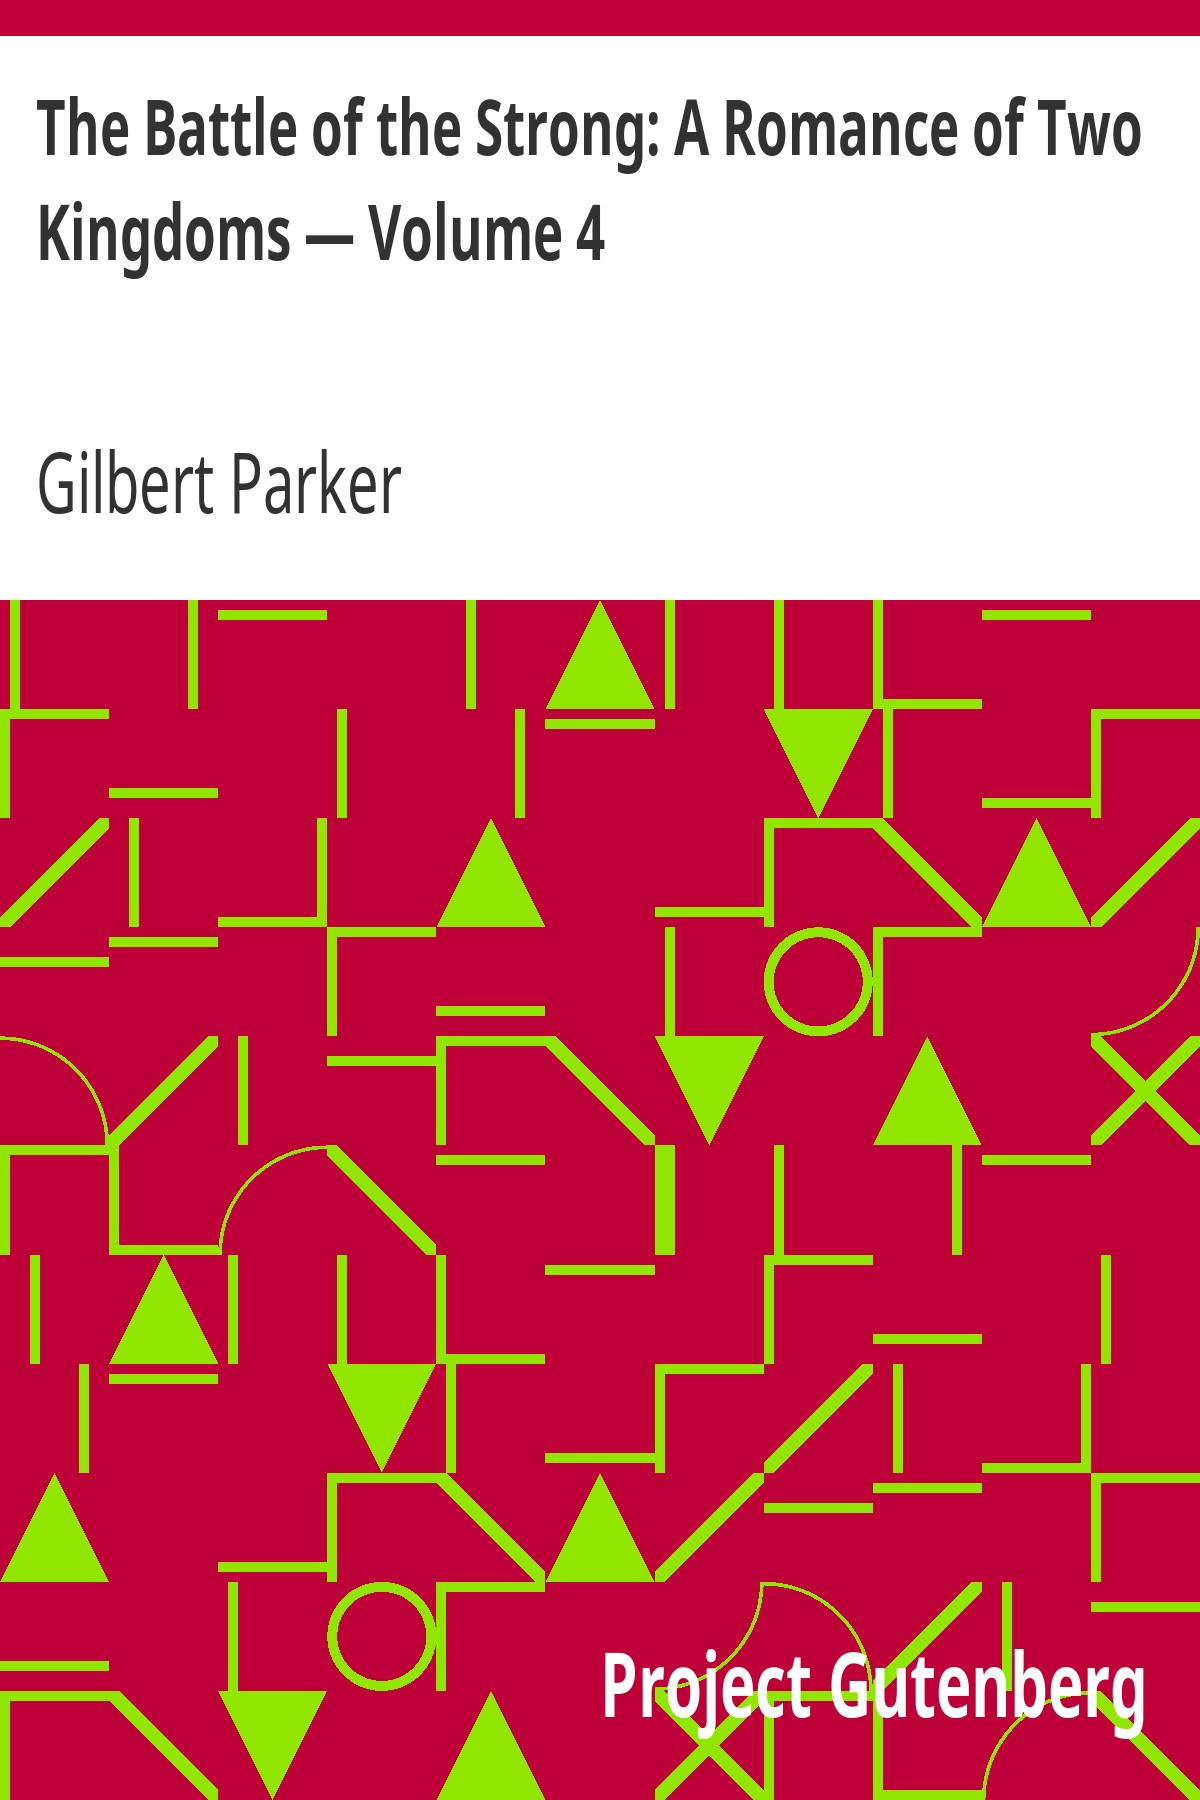 The Battle of the Strong: A Romance of Two
Kingdoms — Volume 4
Gilbert Parker
Project Gutenberg